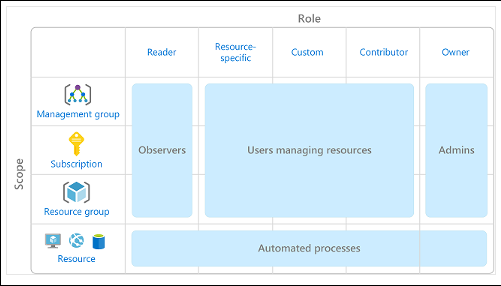 Role
Reader
Resource-
specific
Custom
Contributor
Owner
Scope
Management group
Subscription
Resource group
Resource
Observers
Users managing resources
Admins
Automated processes